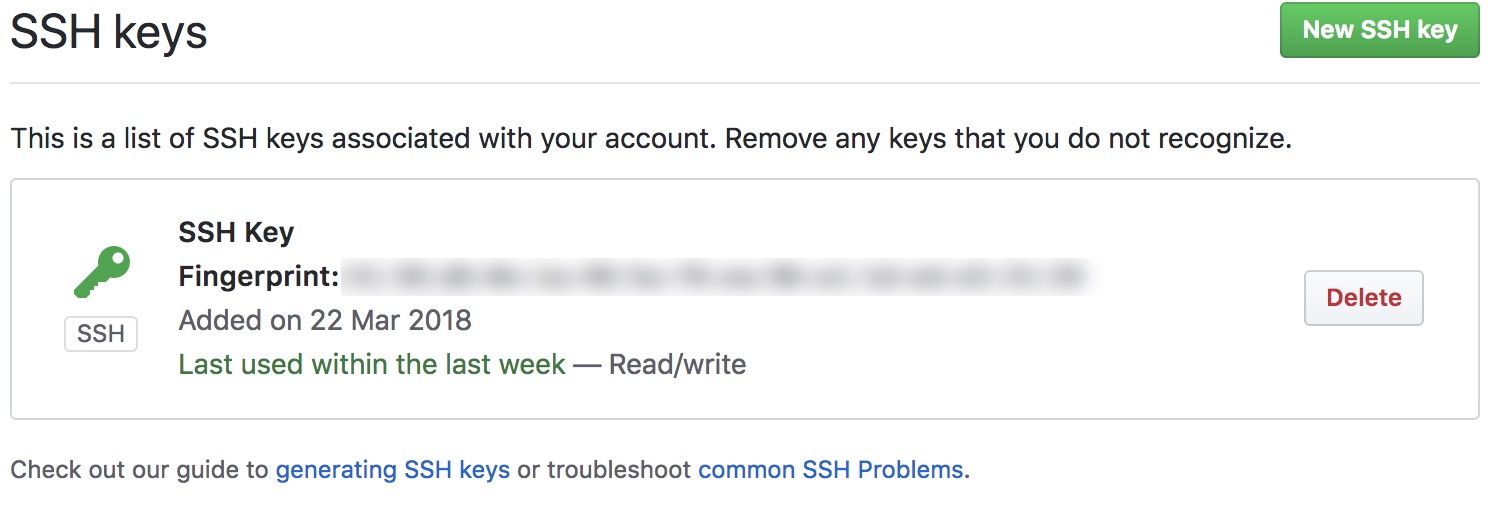 SSH keys
New SSH key
This is a list of SSH keys associated with your account. Remove any keys that you do not recognize.
SSH Key
Fingerprint:
Added on 22 Mar 2018
SSH
Last used within the last week — Read/write
Delete
Check out our guide to generating SSH keys or troubleshoot common SSH Problems.